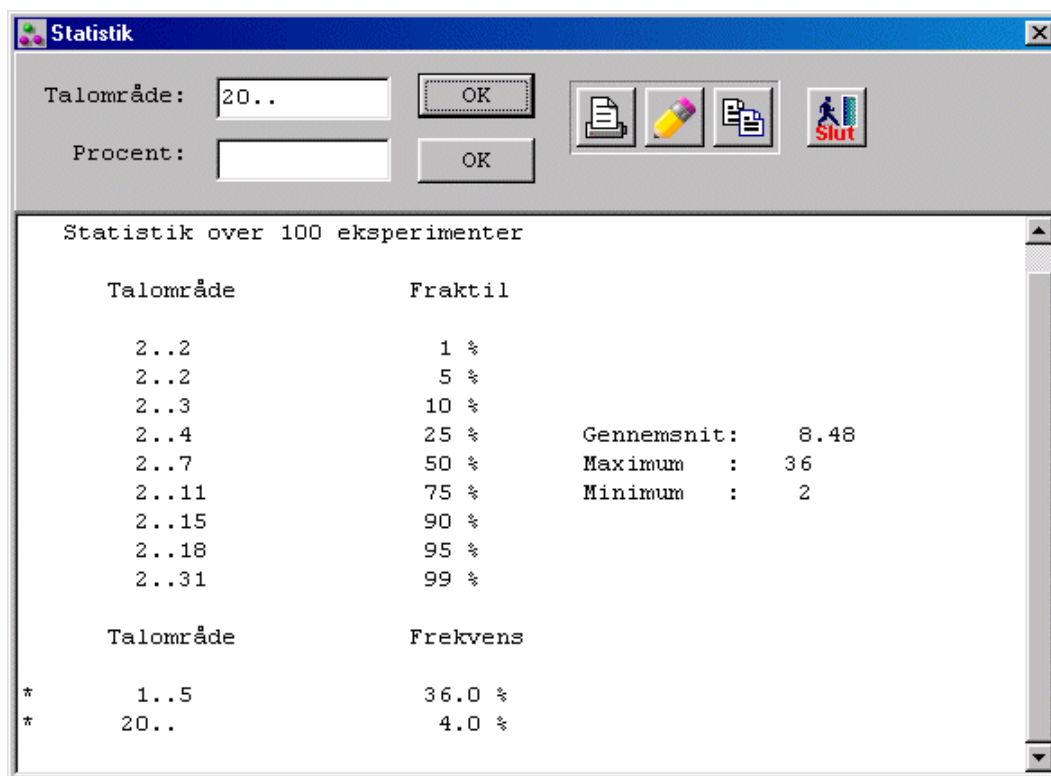 Statistik
Talområde: 20.. OK
Procent: OK
Slut
Statistik over 100 eksperimenter
Talområde Fraktil
2..2 1 %
2..2 5 %
2..3 10 %
2..4 25 % Gennemsnit: 8.48
2..7 50 % Maximum : 36
2..11 75 % Minimum : 2
2..15 90 %
2..18 95 %
2..31 99 %
Talområde Frekvens
* 1..5 36.0 %
* 20.. 4.0 %